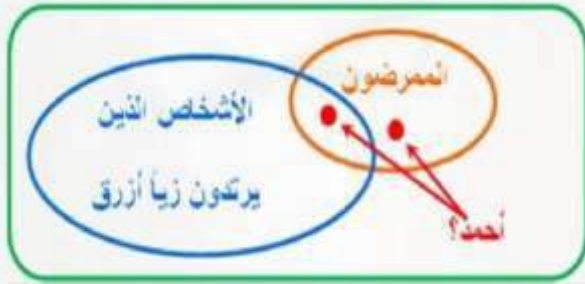 الممرضون
الأشخاص الذين
يرتدون زياً أزرق
أحمد؟